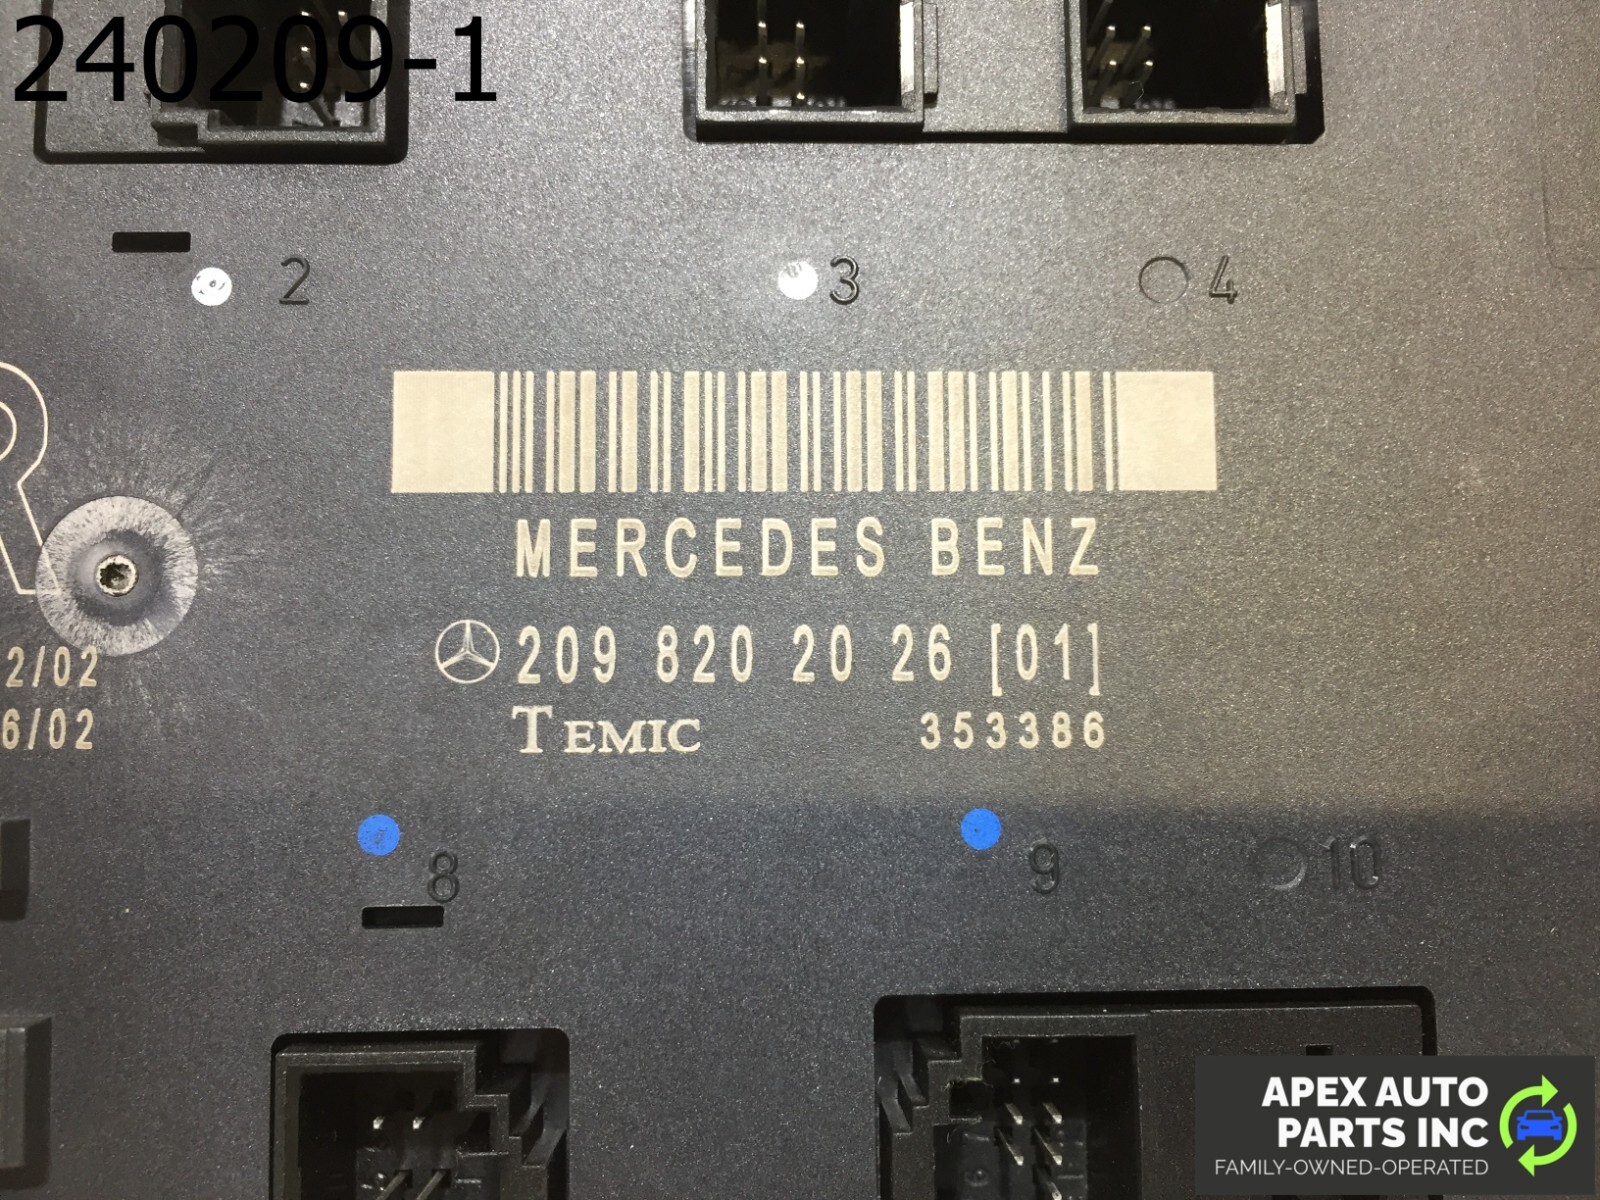 240209-1
2
3
4
R
MERCEDES BENZ
209 820 20 26 [01]
2/02
TEMIC 353386
6/02
8
9
10
APEX AUTO
PARTS INC
FAMILY-OWNED-OPERATED